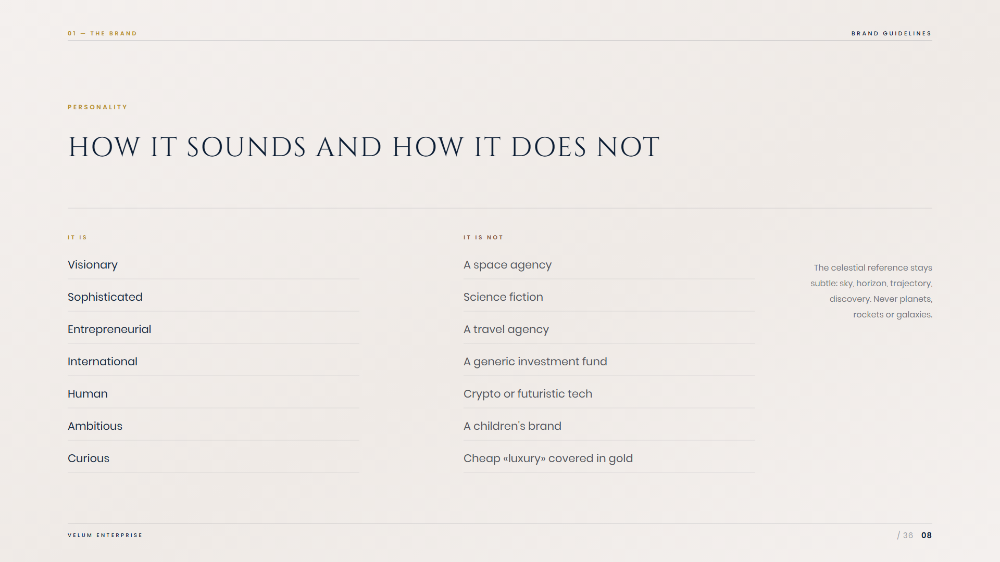 01 — THE BRAND
BRAND GUIDELINES
PERSONALITY
HOW IT SOUNDS AND HOW IT DOES NOT
IT IS
Visionary
Sophisticated
Entrepreneurial
International
Human
Ambitious
Curious
IT IS NOT
A space agency
Science fiction
A travel agency
A generic investment fund
Crypto or futuristic tech
A children's brand
Cheap «luxury» covered in gold
The celestial reference stays
subtle: sky, horizon, trajectory,
discovery. Never planets,
rockets or galaxies.
VELUM ENTERPRISE
/ 36 08